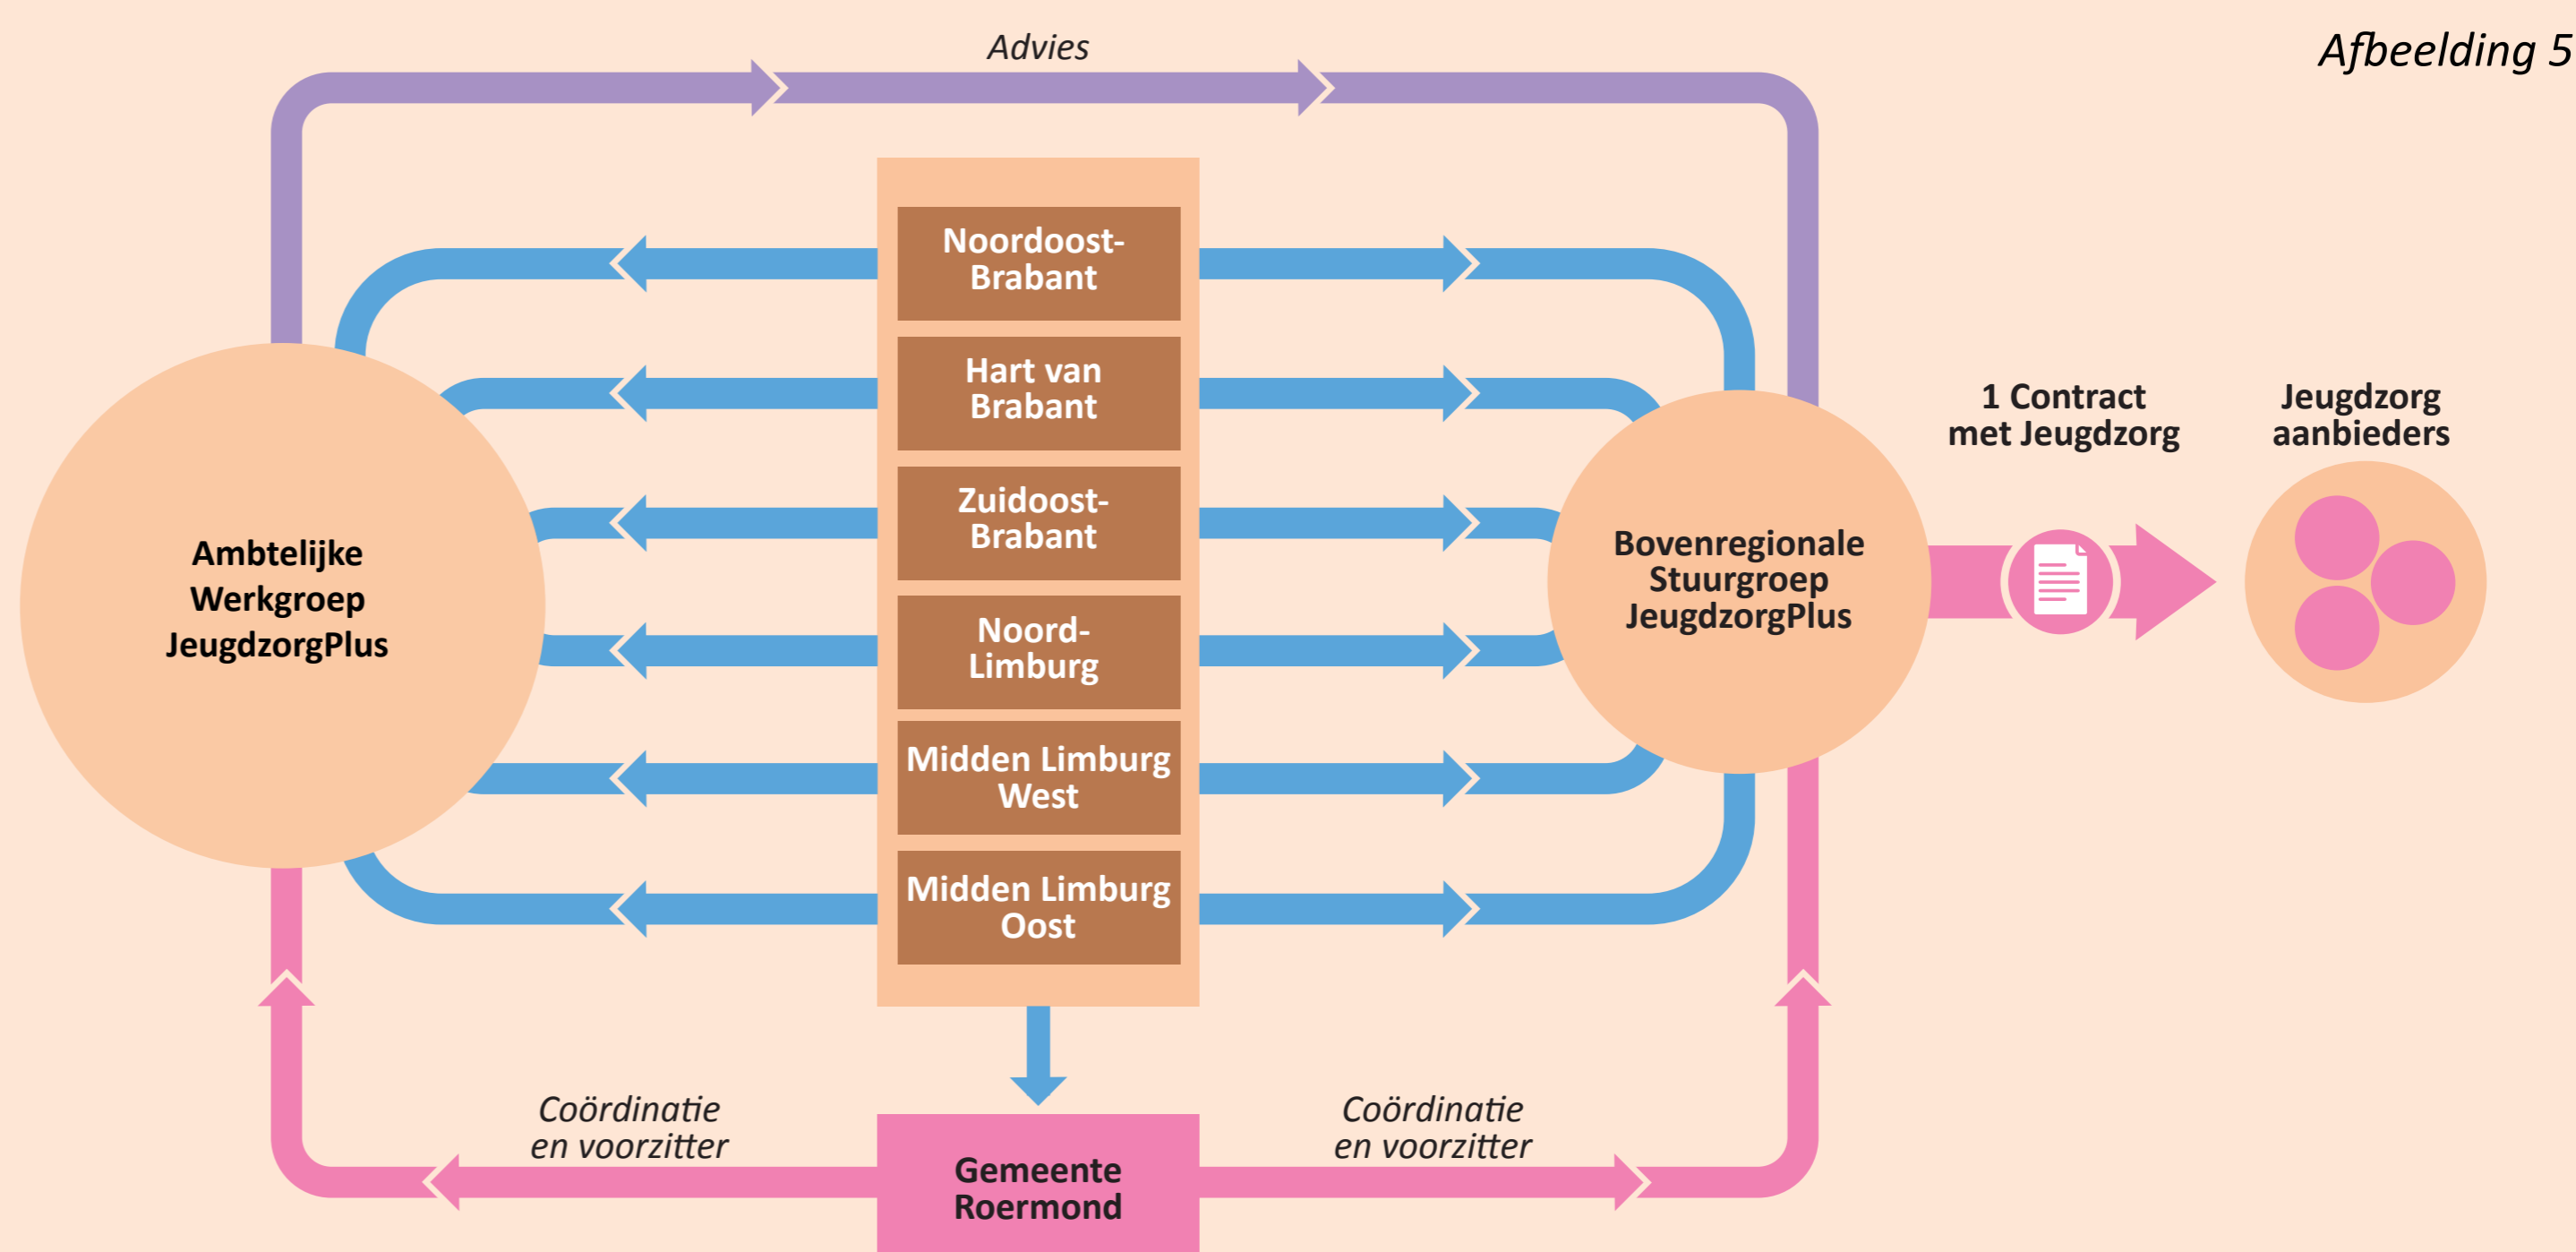 Advies
Afbeelding 5
Noordoost-
Brabant
Hart van
Brabant
Zuidoost-
Brabant
Noord-
Limburg
Midden Limburg
West
Midden Limburg
Oost
Ambtelijke
Werkgroep
JeugdzorgPlus
Bovenregionale
Stuurgroep
JeugdzorgPlus
1 Contract
met Jeugdzorg
Jeugdzorg
aanbieders
Coördinatie
en voorzitter
Coördinatie
en voorzitter
Gemeente
Roermond